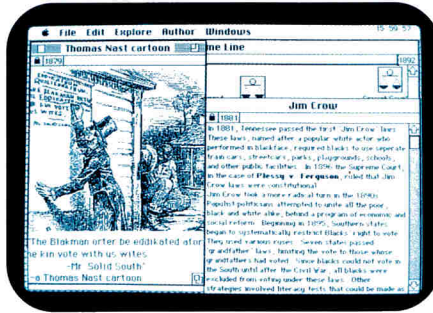 File Edit Explore Author Windows
15 59 57
Thomas Nast cartoon
me Line
1879
1892
Jim Crow
1881
In 1881, Tennessee passed the first Jim Crow laws
These laws, named after a popular white actor who
performed in blackface, required blacks to use seperate
train cars, streetcars, parks, playgrounds, schools,
and other public facilities. In 1896 the Supreme Court,
in the case of Plessy v. Ferguson, ruled that Jim
Crow laws were constitutional
Jim Crow took a more radical turn in the 1890s
Populist politicians attempted to unite all the poor,
black and white alike, behind a program of economic and
social reform. Beginning in 1895, Southern states
began to systematically restrict Blacks right to vote
They used various ruses. Seven states passed
"grandfather" laws, limiting the vote to those whose
grandfathers had voted. Since blacks could not vote in
the South until after the Civil War, all blacks were
excluded from voting under these laws. Other
strategies involved literacy tests that could be made as
"The Blakman orter be eddikated afor
he kin vote with us wites
-Mr Solid South"
-a Thomas Nast cartoon